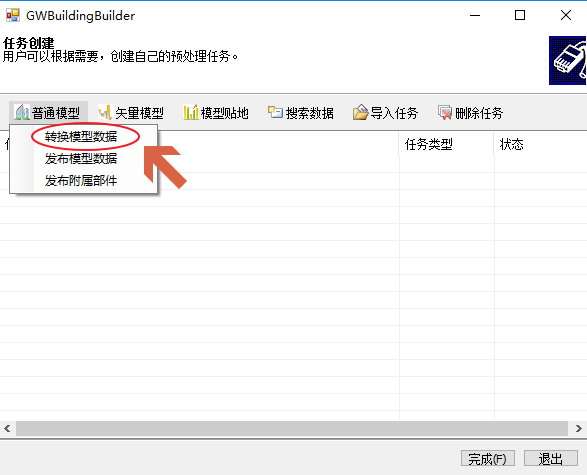 GWBuildingBuilder
任务创建
用户可以根据需要，创建自己的预处理任务。
普通模型 矢量模型 模型贴地 搜索数据 导入任务 删除任务
任务类型 状态
转换模型数据
发布模型数据
发布附属部件
完成(F) 退出